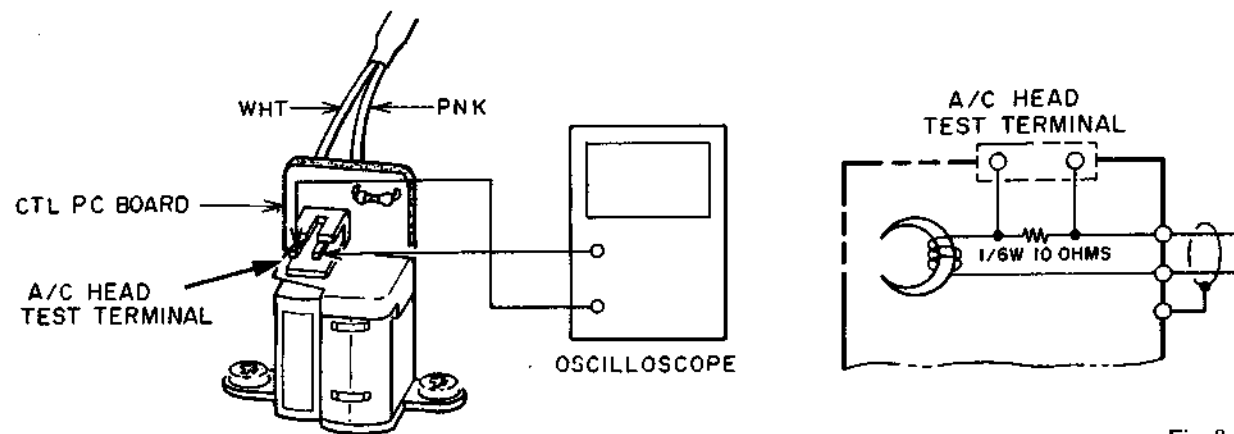 WHT
PNK
CTL PC BOARD
A/C HEAD
TEST TERMINAL
OSCILLOSCOPE
A/C HEAD
TEST TERMINAL
1/6W 10 OHMS